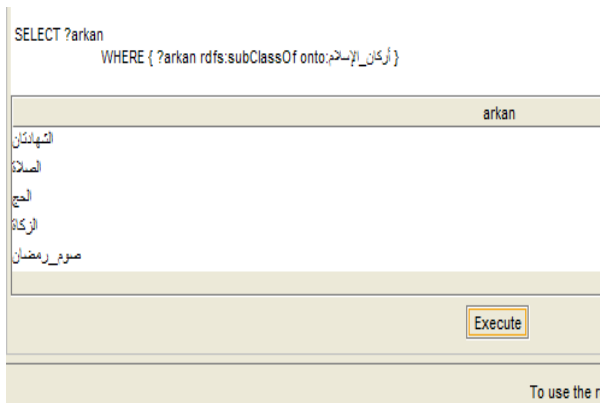 SELECT ?arkan
WHERE { ?arkan rdfs:subClassOf onto:أركان_الإسلام }
arkan
الشهادتان
الصلاة
الحج
الزكاة
صوم_رمضان
Execute
To use the